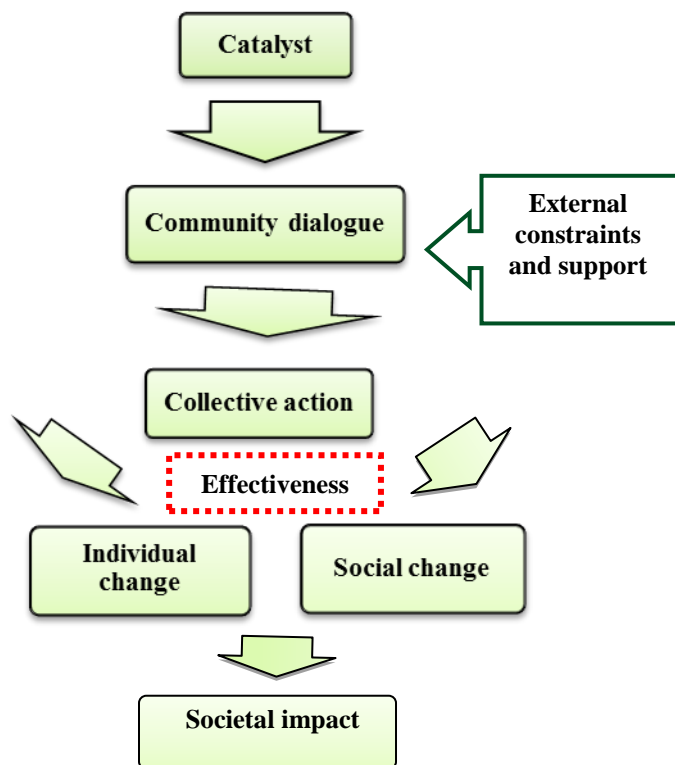 Catalyst
Community dialogue
External
constraints
and support
Collective action
Effectiveness
Individual
change
Social change
Societal impact